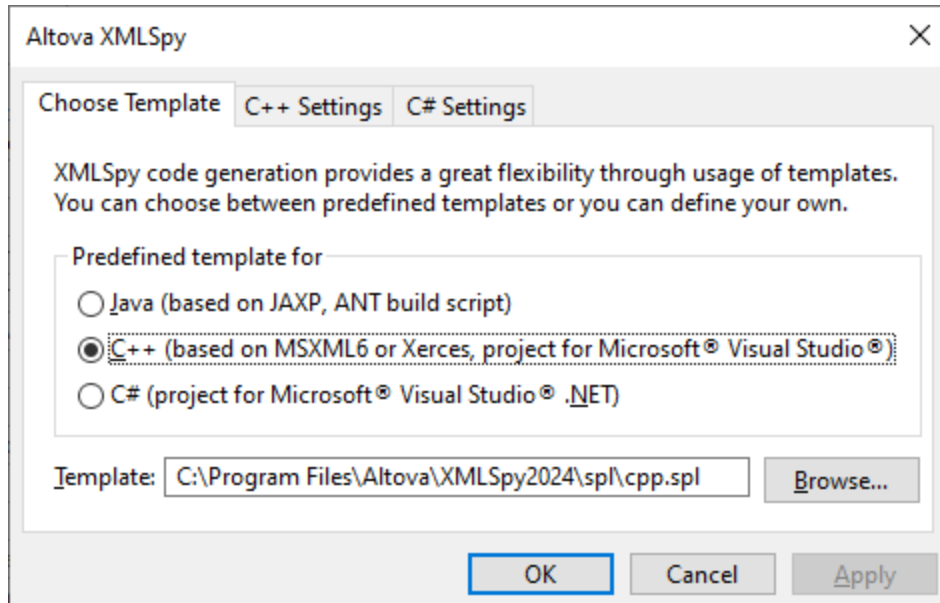 Altova XMLSpy
Choose Template
C++ Settings
C# Settings
XMLSpy code generation provides a great flexibility through usage of templates.
You can choose between predefined templates or you can define your own.
Predefined template for
Java (based on JAXP, ANT build script)
C++ (based on MSXML6 or Xerces, project for Microsoft® Visual Studio®)
C# (project for Microsoft® Visual Studio® .NET)
Template: C:\Program Files\Altova\XMLSpy2024\spl\cpp.spl Browse...
OK Cancel Apply